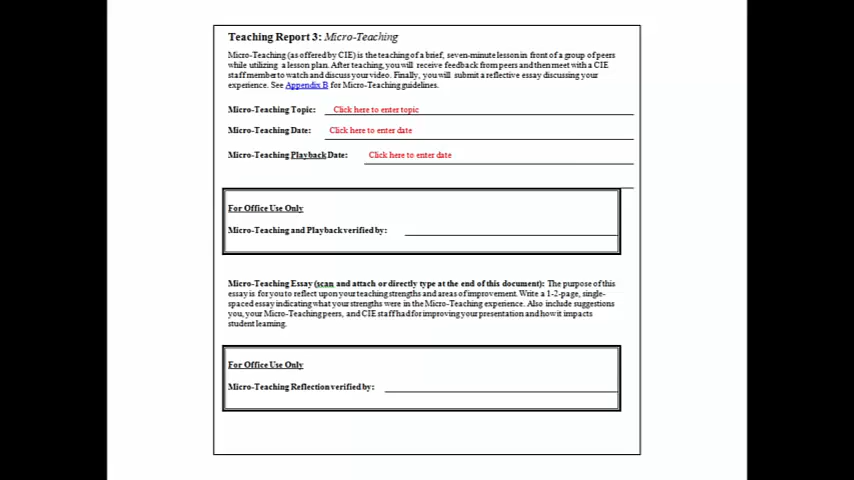 Teaching Report 3: Micro-Teaching
Micro-Teaching (as offered by CIE) is the teaching of a brief, seven-minute lesson in front of a group of peers
while utilizing a lesson plan. After teaching, you will receive feedback from peers and then meet with a CIE
staff member to watch and discuss your video. Finally, you will submit a reflective essay discussing your
experience. See Appendix B for Micro-Teaching guidelines.
Micro-Teaching Topic: Click here to enter topic
Micro-Teaching Date: Click here to enter date
Micro-Teaching Playback Date: Click here to enter date
For Office Use Only
Micro-Teaching and Playback verified by:
Micro-Teaching Essay (scan and attach or directly type at the end of this document): The purpose of this
essay is for you to reflect upon your teaching strengths and areas of improvement. Write a 1-2-page, single-
spaced essay indicating what your strengths were in the Micro-Teaching experience. Also include suggestions
you, your Micro-Teaching peers, and CIE staff had for improving your presentation and how it impacts
student learning.
For Office Use Only
Micro-Teaching Reflection verified by: